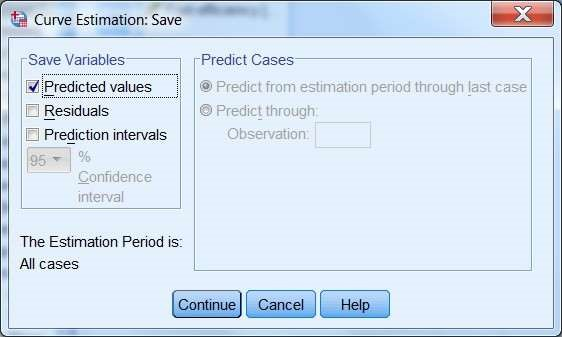 Curve Estimation: Save
Save Variables
Predicted values
Residuals
Prediction intervals
95 %
Confidence
interval
The Estimation Period is:
All cases
Predict Cases
Predict from estimation period through last case
Predict through:
Observation:
Continue Cancel Help